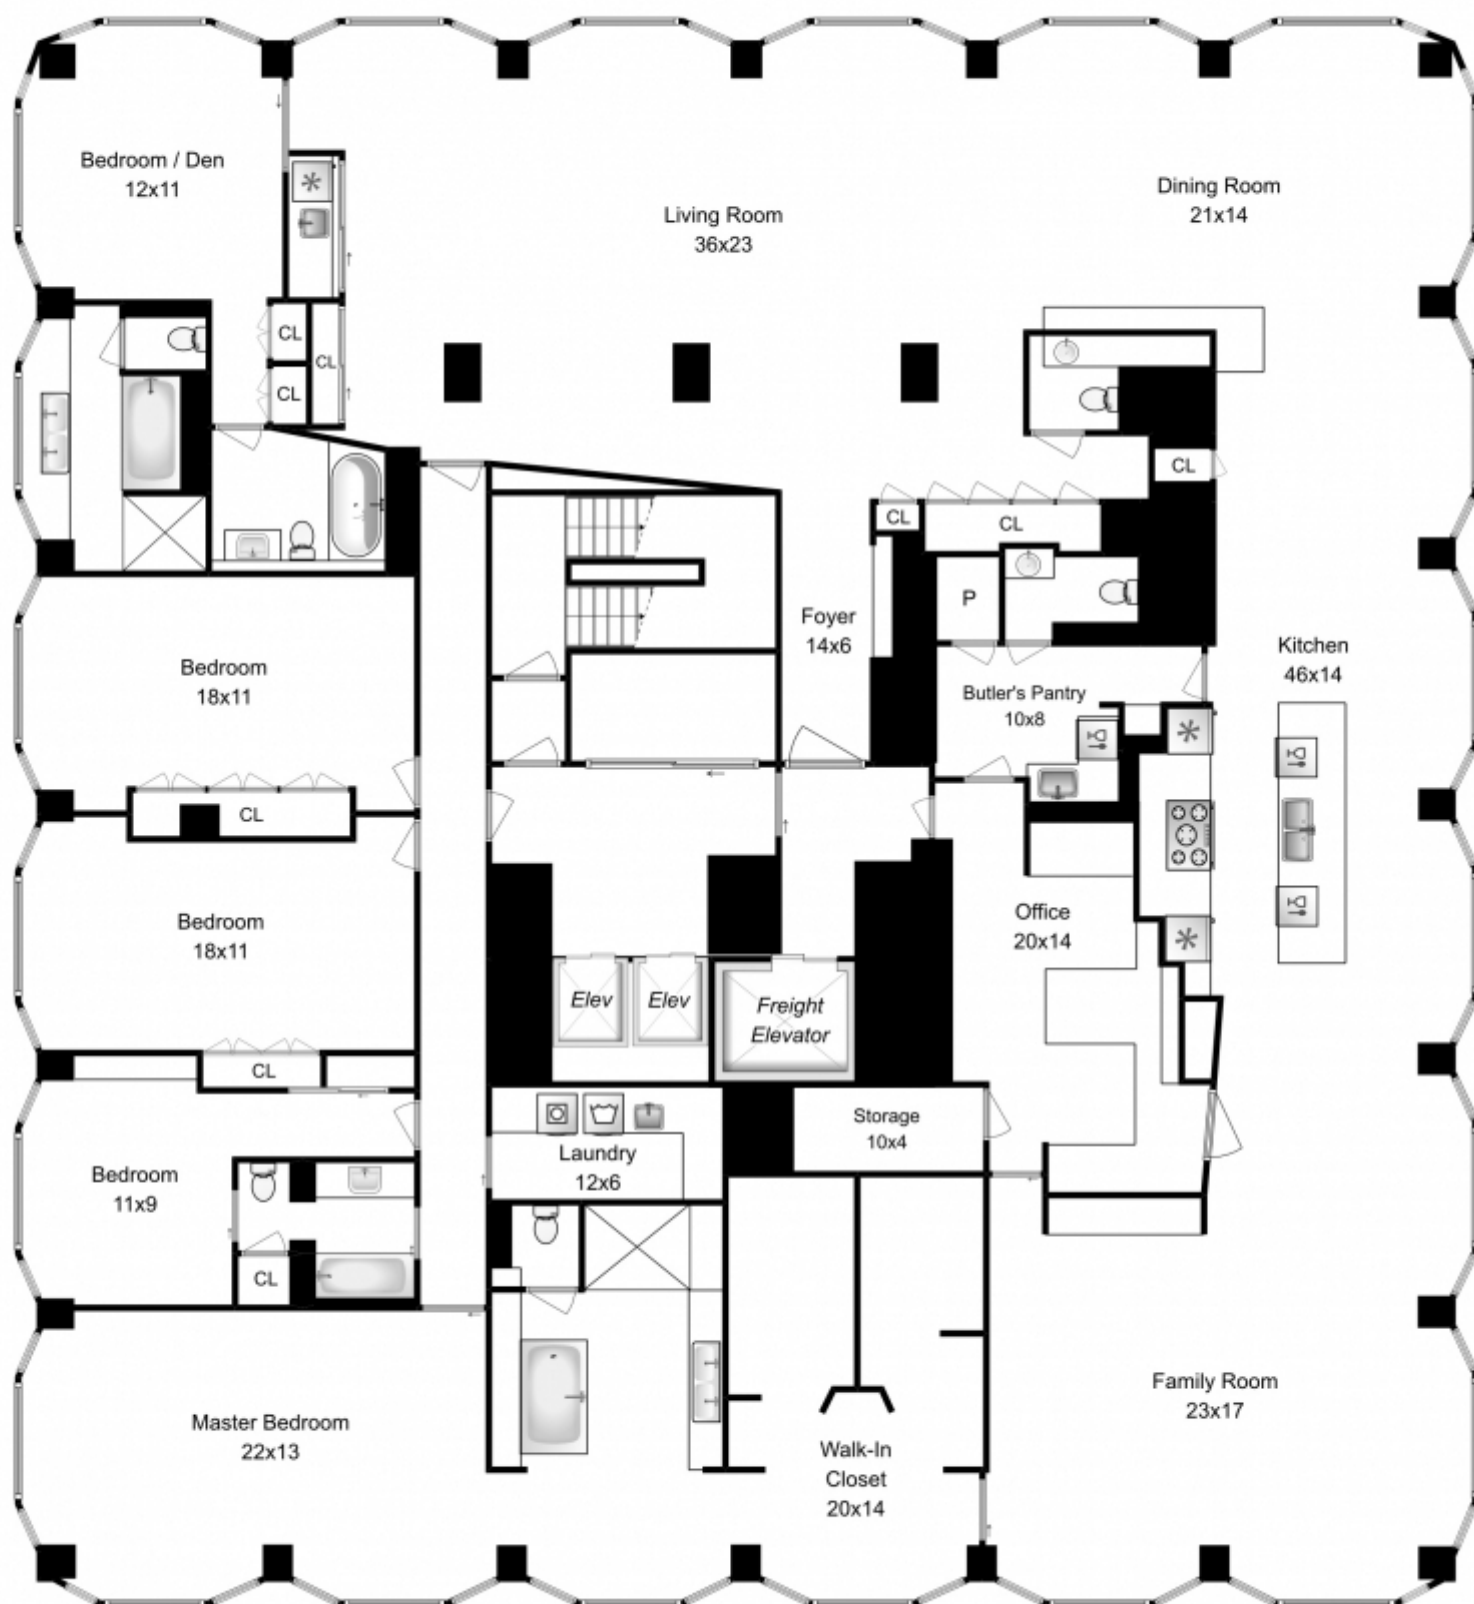 Bedroom / Den
12x11
Living Room
36x23
Dining Room
21x14
CL
CL
CL
CL
CL
CL
P
Foyer
14x6
Kitchen
46x14
Butler's Pantry
10x8
Bedroom
18x11
CL
Bedroom
18x11
Office
20x14
Elev
Elev
Freight
Elevator
CL
Storage
10x4
Laundry
12x6
Bedroom
11x9
CL
Family Room
23x17
Master Bedroom
22x13
Walk-In
Closet
20x14